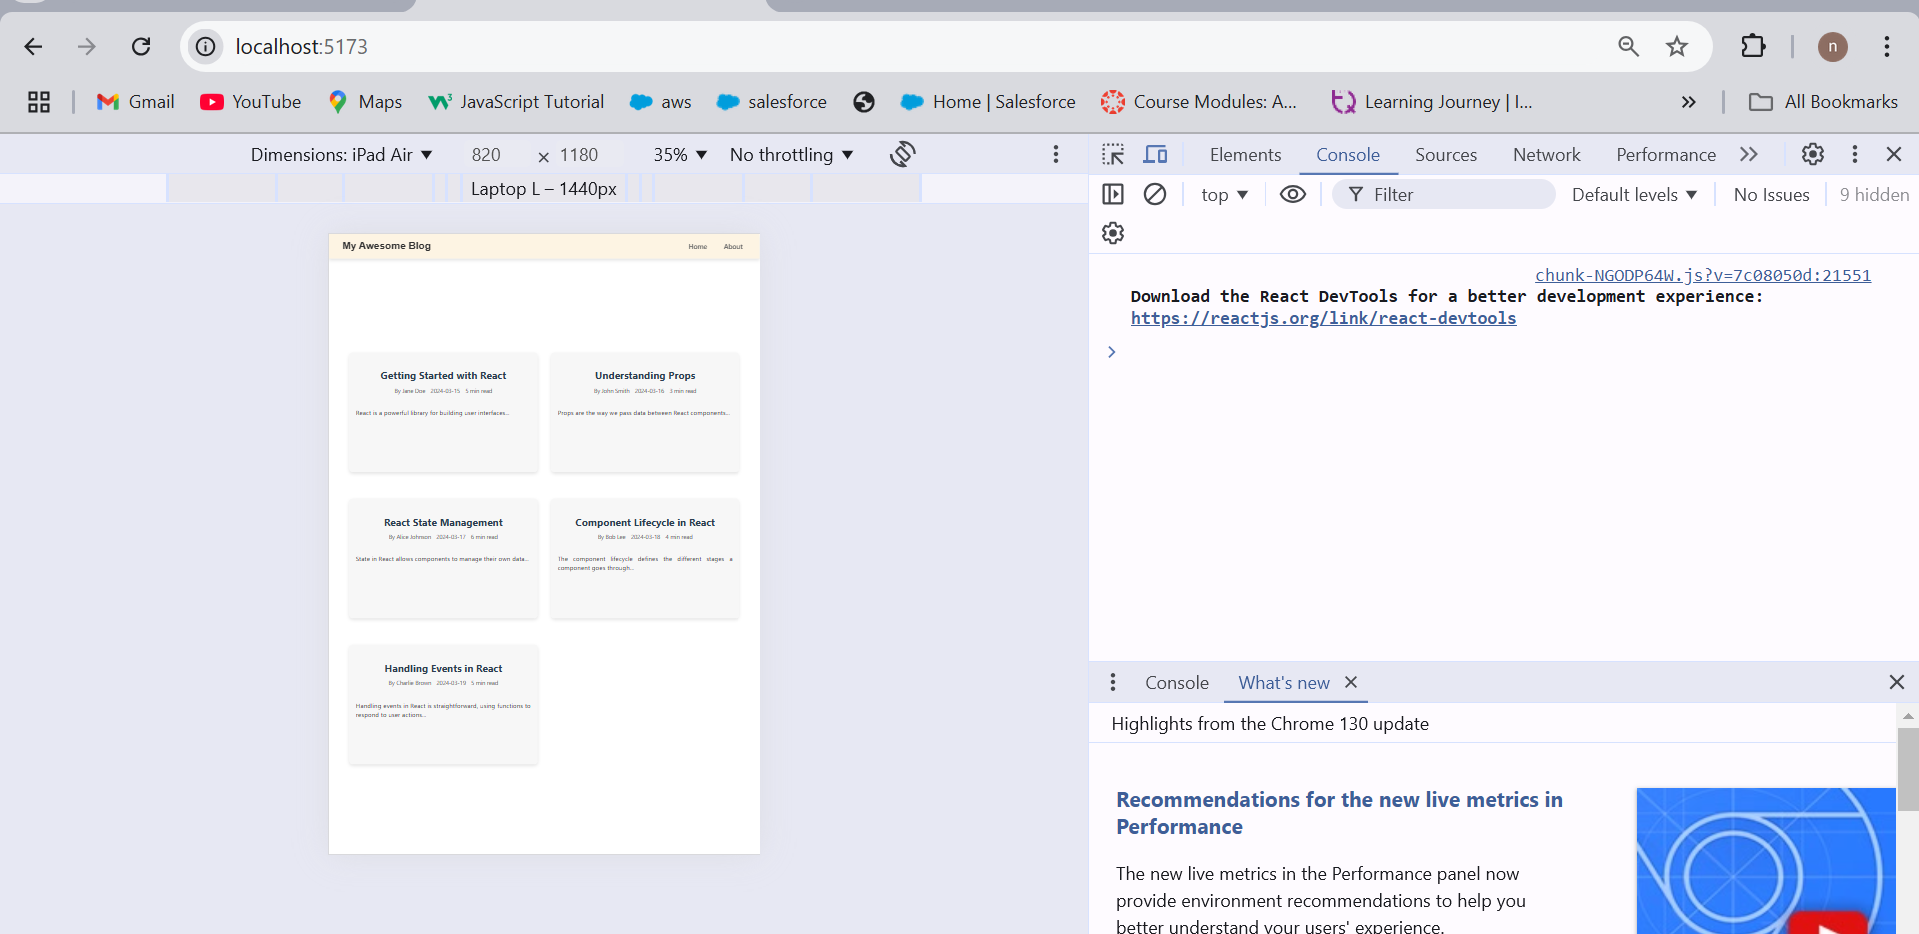 localhost:5173
n
Gmail
YouTube
Maps
JavaScript Tutorial
aws
salesforce
Home | Salesforce
Course Modules: A...
Learning Journey | I...
All Bookmarks
Dimensions: iPad Air
820
×
1180
35%
No throttling
Elements
Console
Sources
Network
Performance
Laptop L – 1440px
top
Filter
Default levels
No Issues
9 hidden
My Awesome Blog
Home
About
chunk-NGODP64W.js?v=7c08050d:21551
Download the React DevTools for a better development experience:
https://reactjs.org/link/react-devtools
Getting Started with React
By Jane Doe 2024-03-15 5 min read
React is a powerful library for building user interfaces...
Understanding Props
By John Smith 2024-03-16 3 min read
Props are the way we pass data between React components...
React State Management
By Alice Johnson 2024-03-17 6 min read
State in React allows components to manage their own data...
Component Lifecycle in React
By Bob Lee 2024-03-18 4 min read
The component lifecycle defines the different stages a
component goes through...
Handling Events in React
By Charlie Brown 2024-03-19 5 min read
Handling events in React is straightforward, using functions to
respond to user actions...
Console
What's new
Highlights from the Chrome 130 update
Recommendations for the new live metrics in
Performance
The new live metrics in the Performance panel now
provide environment recommendations to help you
better understand your users' experience.